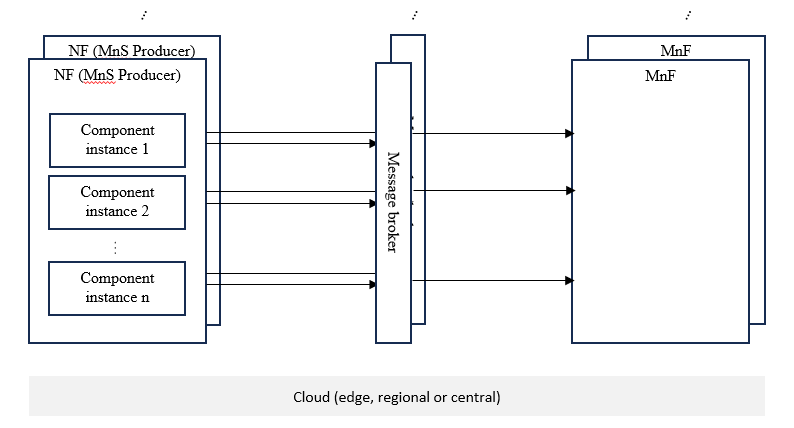 NF (MnS Producer)
NF (MnS Producer)
Component
instance 1
Component
instance 2
⋮
Component
instance n
Message broker
MnF
MnF
Cloud (edge, regional or central)